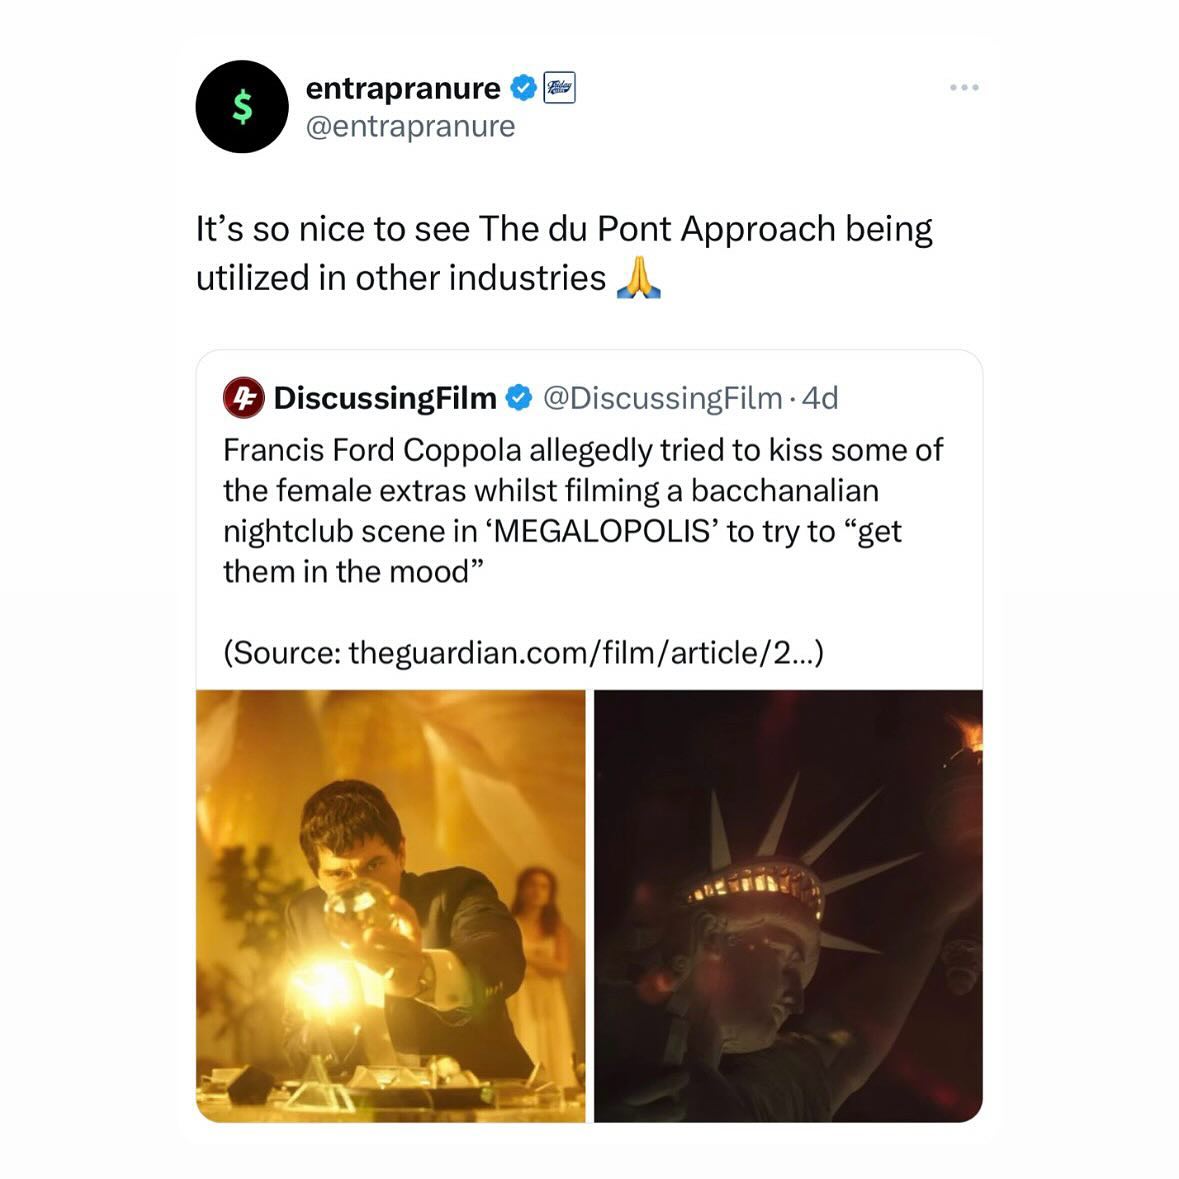 $
entrapranure
@entrapranure
It’s so nice to see The du Pont Approach being
utilized in other industries 🙏
DiscussingFilm @DiscussingFilm · 4d
Francis Ford Coppola allegedly tried to kiss some of
the female extras whilst filming a bacchanalian
nightclub scene in ‘MEGALOPOLIS’ to try to “get
them in the mood”
(Source: theguardian.com/film/article/2...)